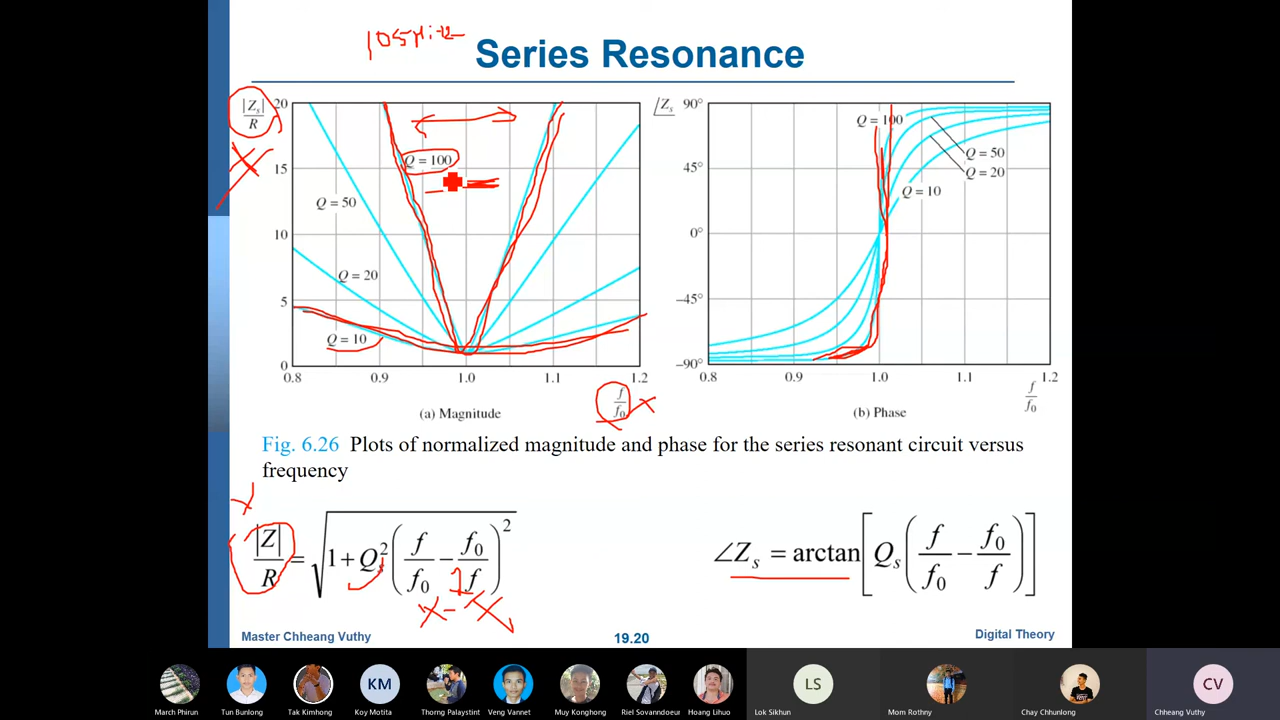 105MHz
Series Resonance
|Zs|
R
20
15
10
5
0
Q = 100
Q = 50
Q = 20
Q = 10
0.8 0.9 1.0 1.1 1.2
f
f0
(a) Magnitude
∠Zs
90°
45°
0°
−45°
−90°
Q = 100
Q = 50
Q = 20
Q = 10
0.8 0.9 1.0 1.1 1.2
f
f0
(b) Phase
Fig. 6.26 Plots of normalized magnitude and phase for the series resonant circuit versus
frequency
|Z|/R = √(1 + Qs²(f/f0 − f0/f)²)
∠Zs = arctan[Qs(f/f0 − f0/f)]
Master Chheang Vuthy 19.20 Digital Theory
KM LS CV
March Phirun Tun Bunlong Tak Kimhong Koy Motita Thorng Palaystint Veng Vannet Muy Konghong Riel Sovanndoeur Hoang Lihuo Lok Sikhun Mom Rothny Chay Chhunlong Chheang Vuthy